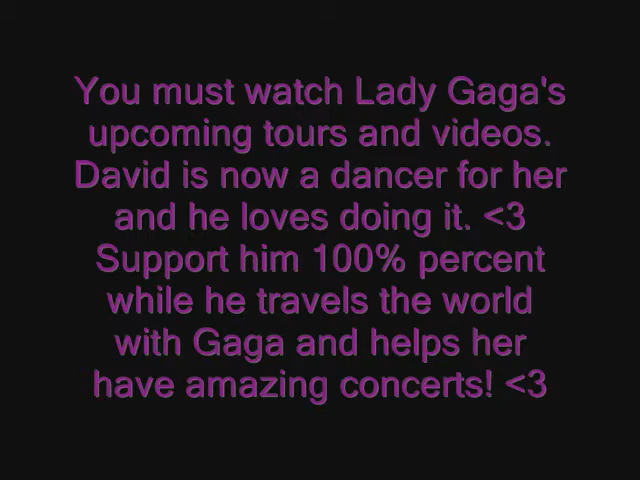 You must watch Lady Gaga's
upcoming tours and videos.
David is now a dancer for her
and he loves doing it. <3
Support him 100% percent
while he travels the world
with Gaga and helps her
have amazing concerts! <3